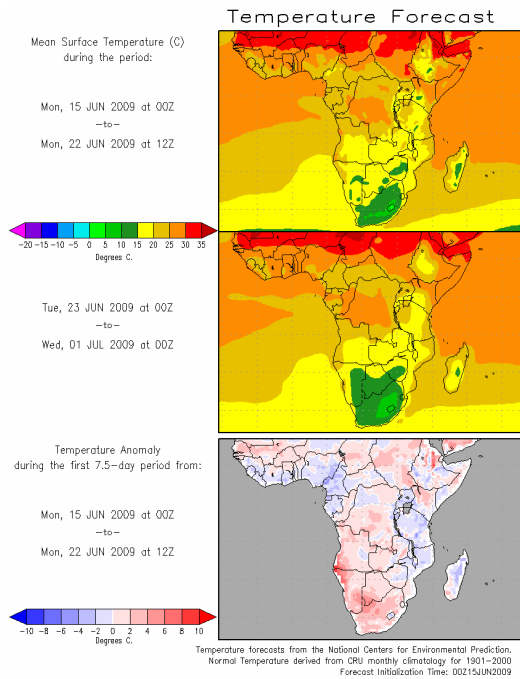 Temperature Forecast
Mean Surface Temperature (C)
during the period:
Mon, 15 JUN 2009 at 00Z
-to-
Mon, 22 JUN 2009 at 12Z
-20 -15 -10 -5 0 5 10 15 20 25 30 35
Degrees C.
Tue, 23 JUN 2009 at 00Z
-to-
Wed, 01 JUL 2009 at 00Z
Temperature Anomaly
during the first 7.5-day period from:
Mon, 15 JUN 2009 at 00Z
-to-
Mon, 22 JUN 2009 at 12Z
-10 -8 -6 -4 -2 0 2 4 6 8 10
Degrees C.
Temperature forecasts from the National Centers for Environmental Prediction.
Normal Temperature derived from CRU monthly climatology for 1901-2000
Forecast Initialization Time: 00Z15JUN2009